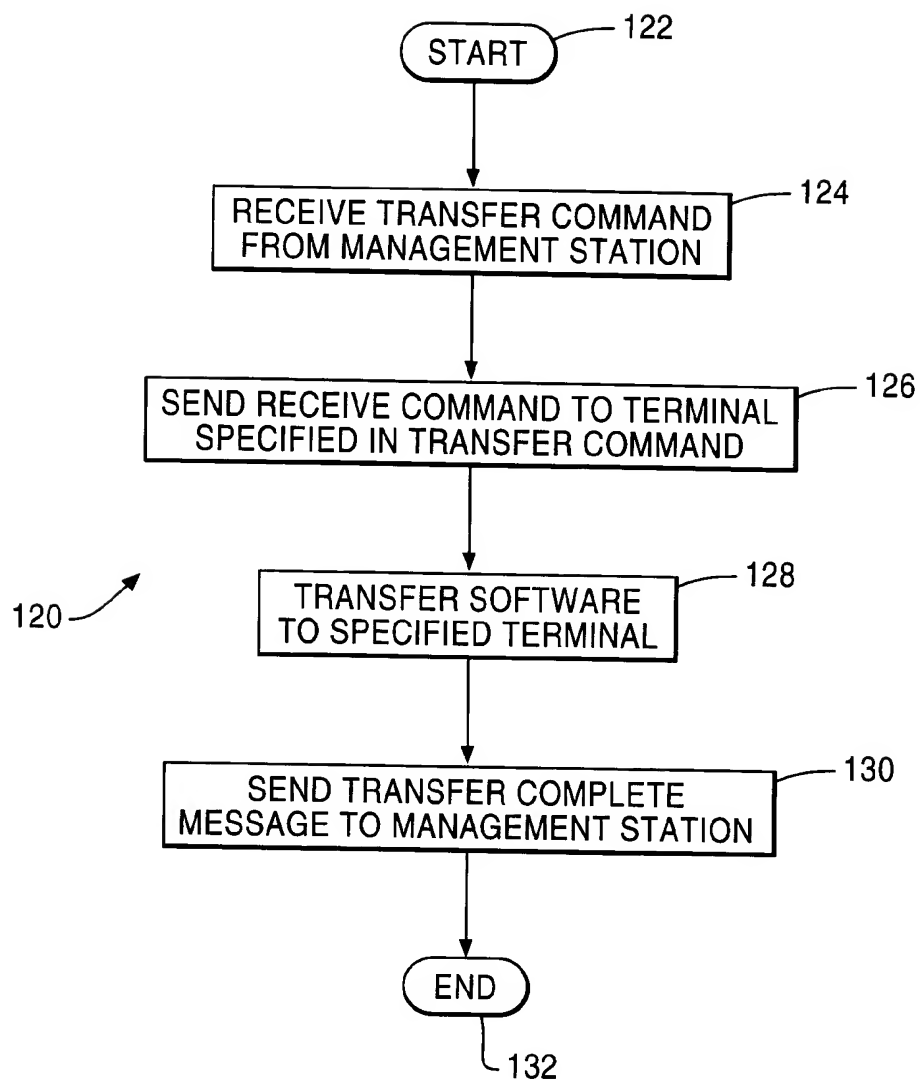 START
122
RECEIVE TRANSFER COMMAND
FROM MANAGEMENT STATION
124
SEND RECEIVE COMMAND TO TERMINAL
SPECIFIED IN TRANSFER COMMAND
126
TRANSFER SOFTWARE
TO SPECIFIED TERMINAL
128
120
SEND TRANSFER COMPLETE
MESSAGE TO MANAGEMENT STATION
130
END
132